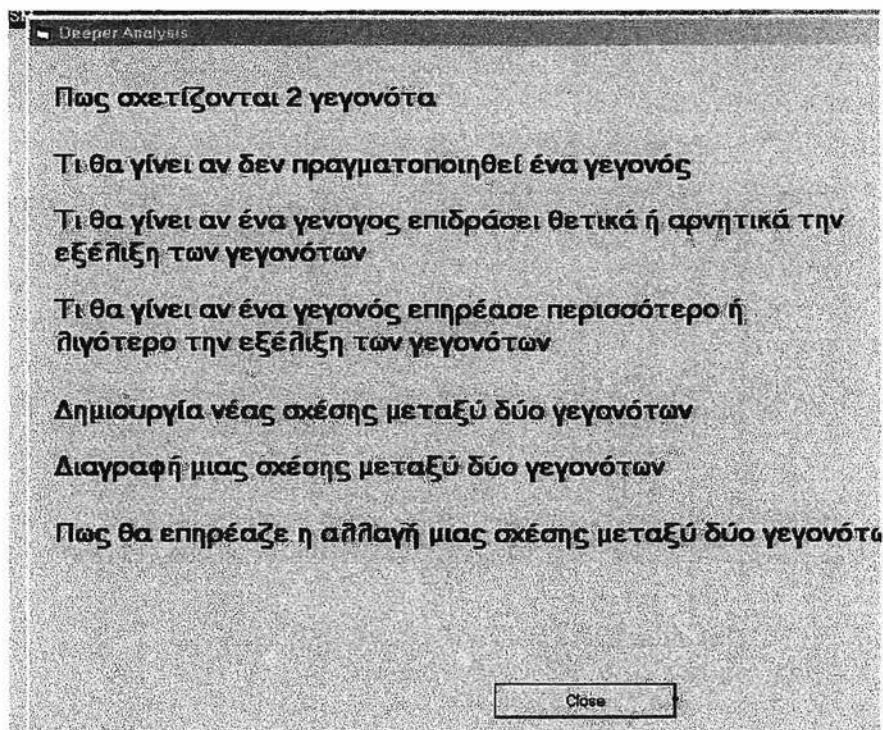 Deeper Analysis
Πως σχετίζονται 2 γεγονότα
Τι θα γίνει αν δεν πραγματοποιηθεί ένα γεγονός
Τι θα γίνει αν ένα γενογος επιδράσει θετικά ή αρνητικά την
εξέλιξη των γεγονότων
Τι θα γίνει αν ένα γεγονός επηρέασε περισσότερο ή
λιγότερο την εξέλιξη των γεγονότων
Δημιουργία νέας σχέσης μεταξύ δύο γεγονότων
Διαγραφή μιας σχέσης μεταξύ δύο γεγονότων
Πως θα επηρέαζε η αλλαγή μιας σχέσης μεταξύ δύο
Close